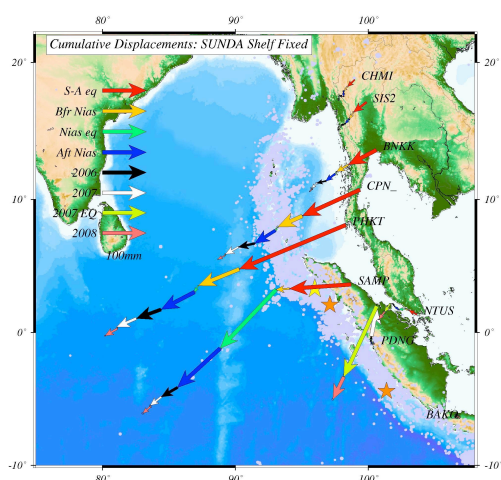 80°
90°
100°
Cumulative Displacements: SUNDA Shelf Fixed
20°
20°
S-A eq
Bfr Nias
Nias eq
Aft Nias
2006
2007
2007 EQ
2008
100mm
CHMI
SIS2
BNKK
CPN_
PHKT
SAMP
NTUS
PDNG
10°
10°
0°
0°
-10°
-10°
80°
90°
100°